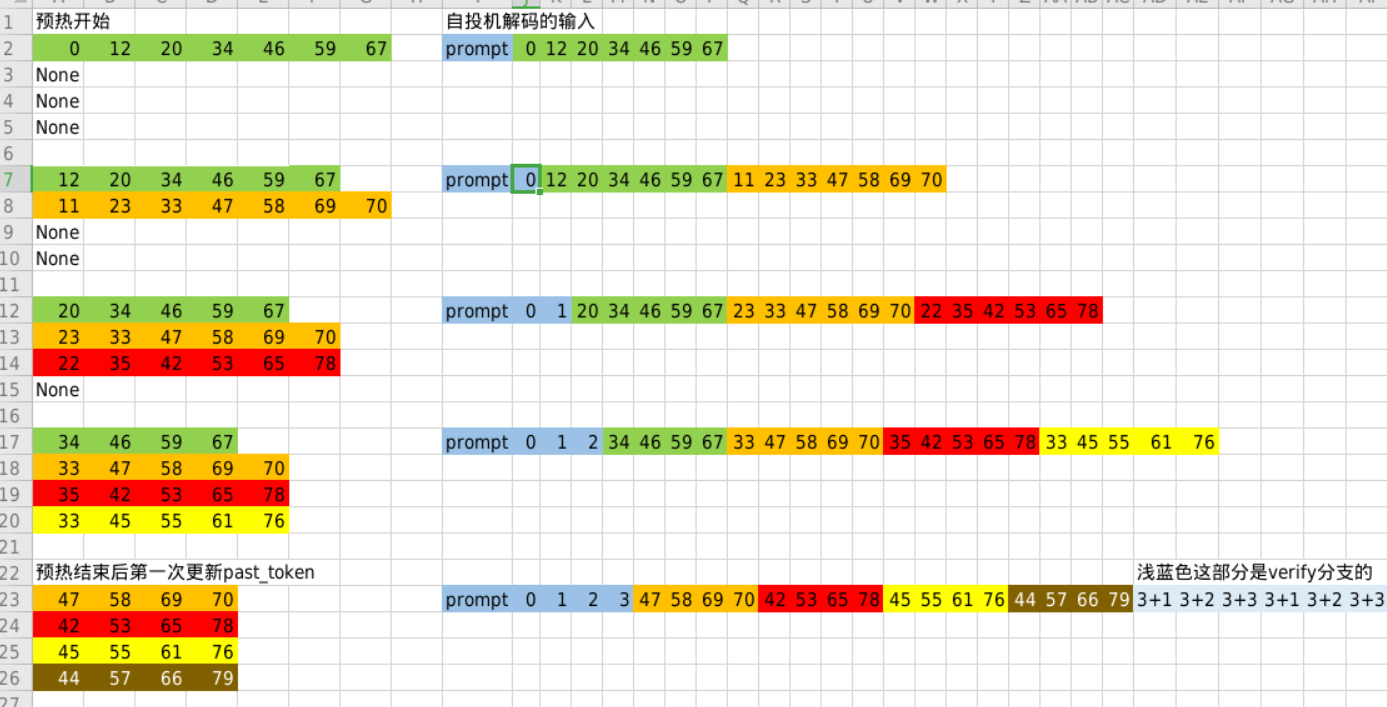 1 预热开始 自投机解码的输入
2 0 12 20 34 46 59 67 prompt 0 12 20 34 46 59 67
3 None
4 None
5 None
6
7 12 20 34 46 59 67 prompt 0 12 20 34 46 59 67 11 23 33 47 58 69 70
8 11 23 33 47 58 69 70
9 None
10 None
11
12 20 34 46 59 67 prompt 0 1 20 34 46 59 67 23 33 47 58 69 70 22 35 42 53 65 78
13 23 33 47 58 69 70
14 22 35 42 53 65 78
15 None
16
17 34 46 59 67 prompt 0 1 2 34 46 59 67 33 47 58 69 70 35 42 53 65 78 33 45 55 61 76
18 33 47 58 69 70
19 35 42 53 65 78
20 33 45 55 61 76
21
22 预热结束后第一次更新past_token 浅蓝色这部分是verify分支的
23 47 58 69 70 prompt 0 1 2 3 47 58 69 70 42 53 65 78 45 55 61 76 44 57 66 79 3+1 3+2 3+3 3+1 3+2 3+3
24 42 53 65 78
25 45 55 61 76
26 44 57 66 79
27